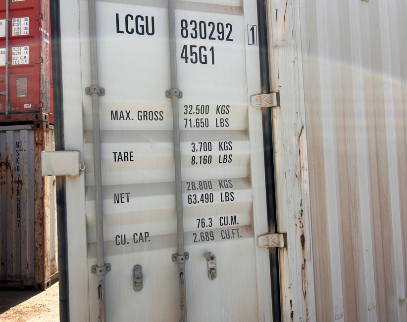 LCGU 830292 1
45G1
MAX. GROSS 32.500 KGS
71.650 LBS
TARE 3.700 KGS
8.160 LBS
NET 28.800 KGS
63.490 LBS
76.3 CU.M.
CU. CAP. 2.689 CU.FT.